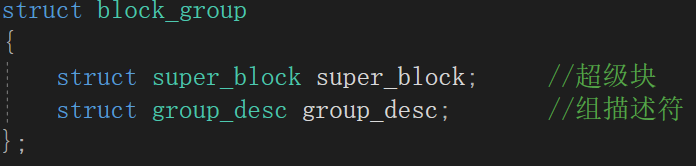 struct block_group
{
    struct super_block super_block;     //超级块
    struct group_desc group_desc;       //组描述符
};